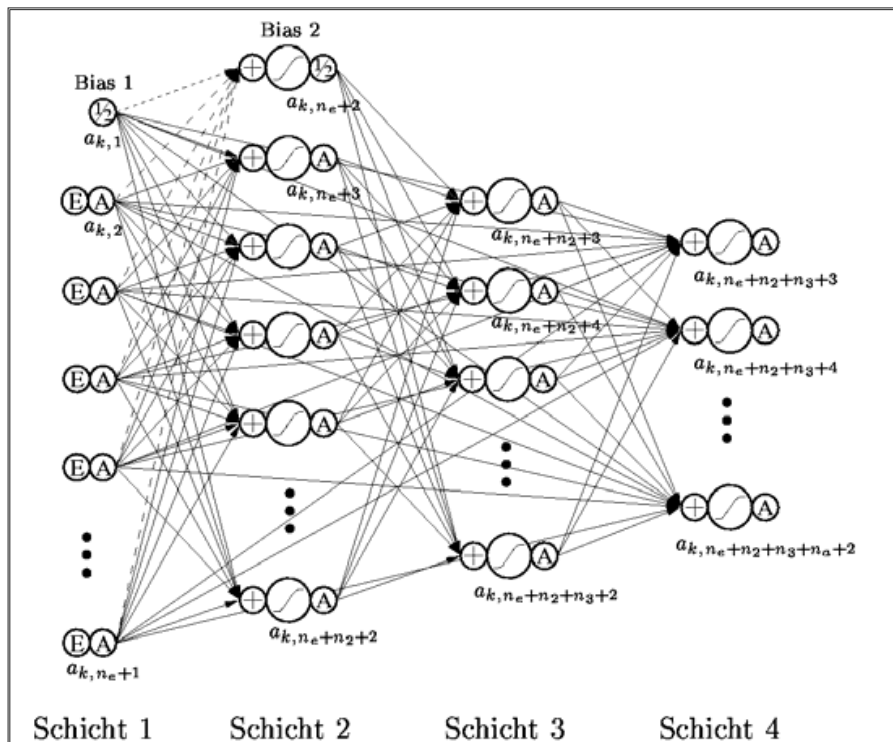 Bias 2
Bias 1
+ ½
½
a_{k,n_e+2}
a_{k,1}
+ A
a_{k,n_e+3}
E A
a_{k,2}
+ A
a_{k,n_e+n_2+3}
+ A
+ A
a_{k,n_e+n_2+n_3+3}
E A
+ A
a_{k,n_e+n_2+4}
+ A
+ A
a_{k,n_e+n_2+n_3+4}
E A
+ A
+ A
E A
+ A
a_{k,n_e+n_2+n_3+n_a+2}
+ A
a_{k,n_e+n_2+n_3+2}
+ A
a_{k,n_e+n_2+2}
E A
a_{k,n_e+1}
Schicht 1 Schicht 2 Schicht 3 Schicht 4